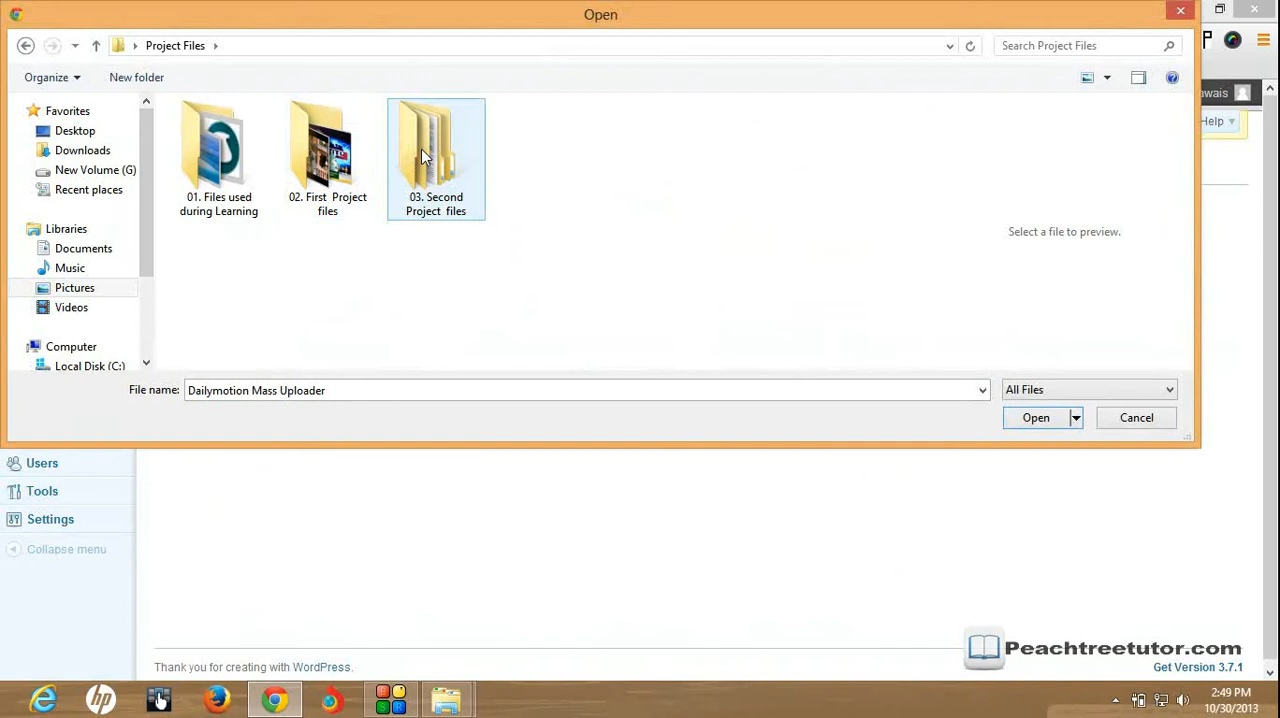 Open
Project Files
Search Project Files
Organize
New folder
Favorites
Desktop
Downloads
New Volume (G)
Recent places
Libraries
Documents
Music
Pictures
Videos
Computer
Local Disk (C:)
01. Files used
during Learning
02. First Project
files
03. Second
Project files
Select a file to preview.
File name:
Dailymotion Mass Uploader
All Files
Open
Cancel
wais
Help
Users
Tools
Settings
Collapse menu
Thank you for creating with WordPress.
Peachtreetutor.com
Get Version 3.7.1
hp
2:49 PM
10/30/2013